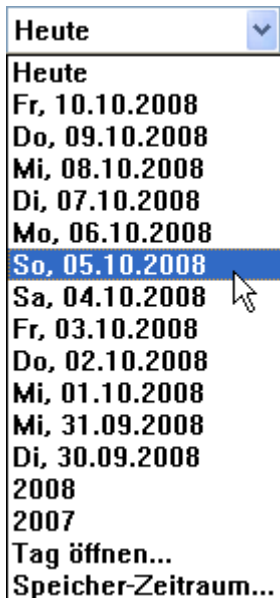 Heute
Heute
Fr, 10.10.2008
Do, 09.10.2008
Mi, 08.10.2008
Di, 07.10.2008
Mo, 06.10.2008
So, 05.10.2008
Sa, 04.10.2008
Fr, 03.10.2008
Do, 02.10.2008
Mi, 01.10.2008
Mi, 31.09.2008
Di, 30.09.2008
2008
2007
Tag öffnen...
Speicher-Zeitraum...